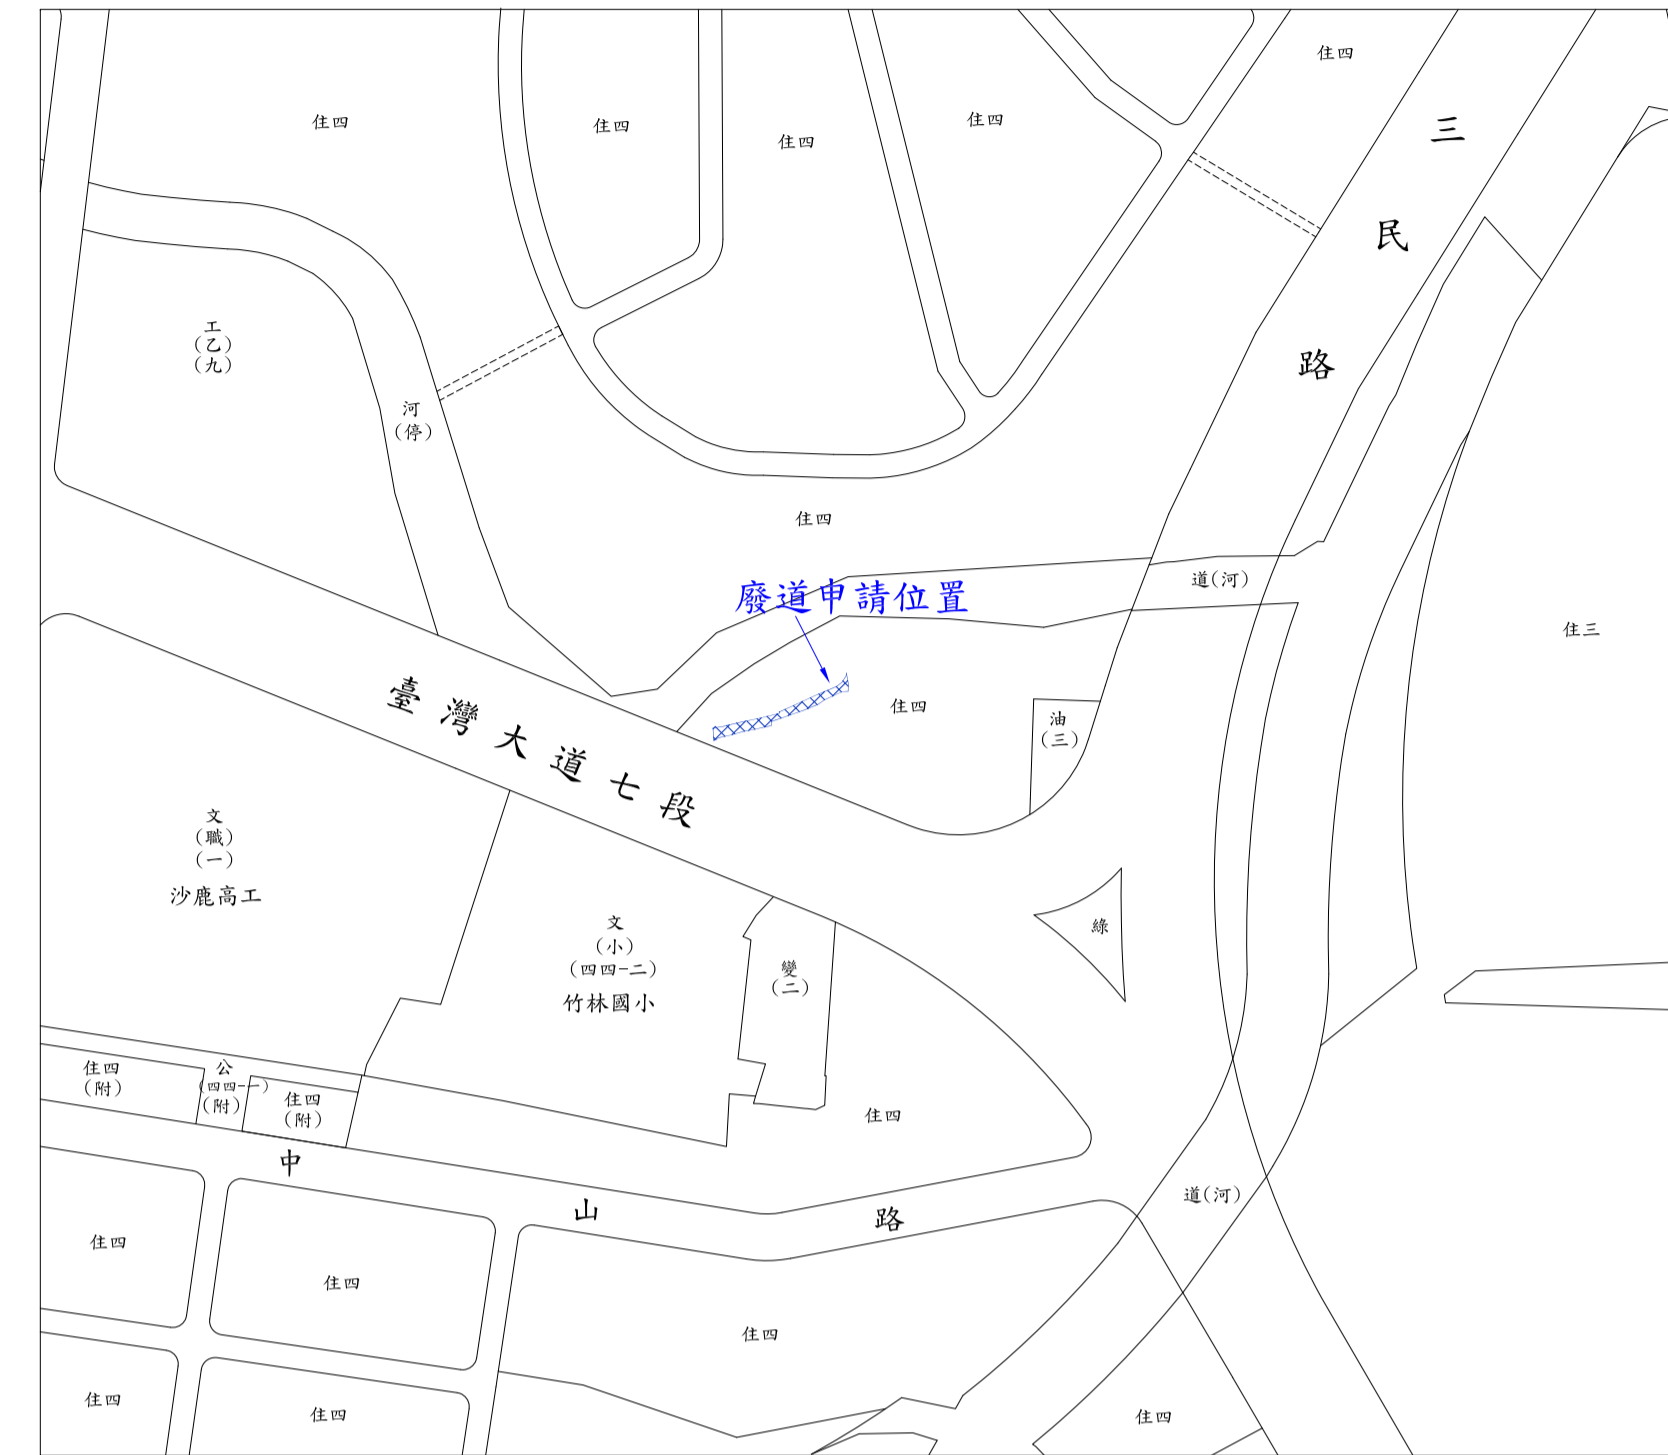 住四
三
住四
住四
住四
住四
民
工
(乙)
(九)
路
河
(停)
住四
道(河)
廢道申請位置
住三
臺灣大道七段
住四
油
(三)
文
(職)
(一)
沙鹿高工
文
(小)
(四四-二)
竹林國小
變
(二)
綠
住四
(附)
公
(四四-一)
(附)
住四
(附)
住四
中山路
道(河)
住四
住四
住四
住四
住四
住四